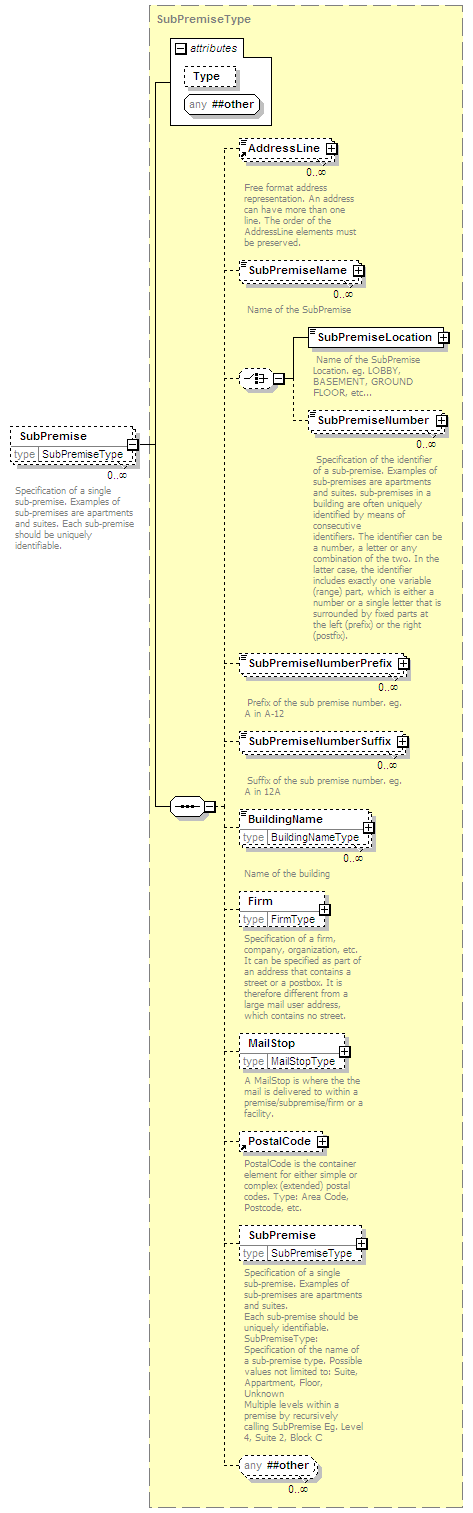 SubPremiseType
attributes
Type
any ##other
AddressLine
0..∞
Free format address
representation. An address
can have more than one
line. The order of the
AddressLine elements must
be preserved.
SubPremiseName
0..∞
Name of the SubPremise
SubPremiseLocation
Name of the SubPremise
Location. eg. LOBBY,
BASEMENT, GROUND
FLOOR, etc...
SubPremiseNumber
0..∞
Specification of the identifier
of a sub-premise. Examples of
sub-premises are apartments
and suites. sub-premises in a
building are often uniquely
identified by means of
consecutive
identifiers. The identifier can be
a number, a letter or any
combination of the two. In the
latter case, the identifier
includes exactly one variable
(range) part, which is either a
number or a single letter that is
surrounded by fixed parts at
the left (prefix) or the right
(postfix).
SubPremise
type SubPremiseType
0..∞
Specification of a single
sub-premise. Examples of
sub-premises are apartments
and suites. Each sub-premise
should be uniquely
identifiable.
SubPremiseNumberPrefix
0..∞
Prefix of the sub premise number. eg.
A in A-12
SubPremiseNumberSuffix
0..∞
Suffix of the sub premise number. eg.
A in 12A
BuildingName
type BuildingNameType
0..∞
Name of the building
Firm
type FirmType
Specification of a firm,
company, organization, etc.
It can be specified as part of
an address that contains a
street or a postbox. It is
therefore different from a
large mail user address,
which contains no street.
MailStop
type MailStopType
A MailStop is where the the
mail is delivered to within a
premise/subpremise/firm or a
facility.
PostalCode
PostalCode is the container
element for either simple or
complex (extended) postal
codes. Type: Area Code,
Postcode, etc.
SubPremise
type SubPremiseType
Specification of a single
sub-premise. Examples of
sub-premises are apartments
and suites.
Each sub-premise should be
uniquely identifiable.
SubPremiseType:
Specification of the name of
a sub-premise type. Possible
values not limited to: Suite,
Appartment, Floor,
Unknown
Multiple levels within a
premise by recursively
calling SubPremise Eg. Level
4, Suite 2, Block C
any ##other
0..∞